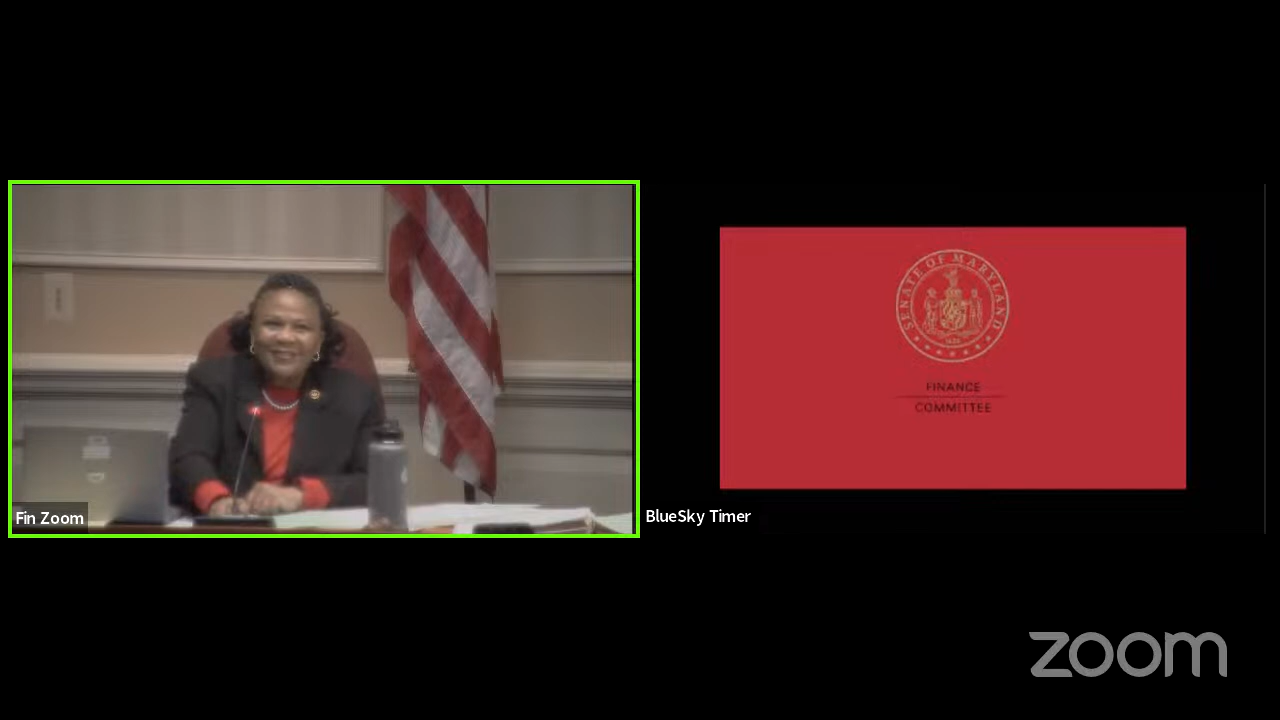 SENATE OF MARYLAND
FINANCE
COMMITTEE
Fin Zoom
BlueSky Timer
zoom